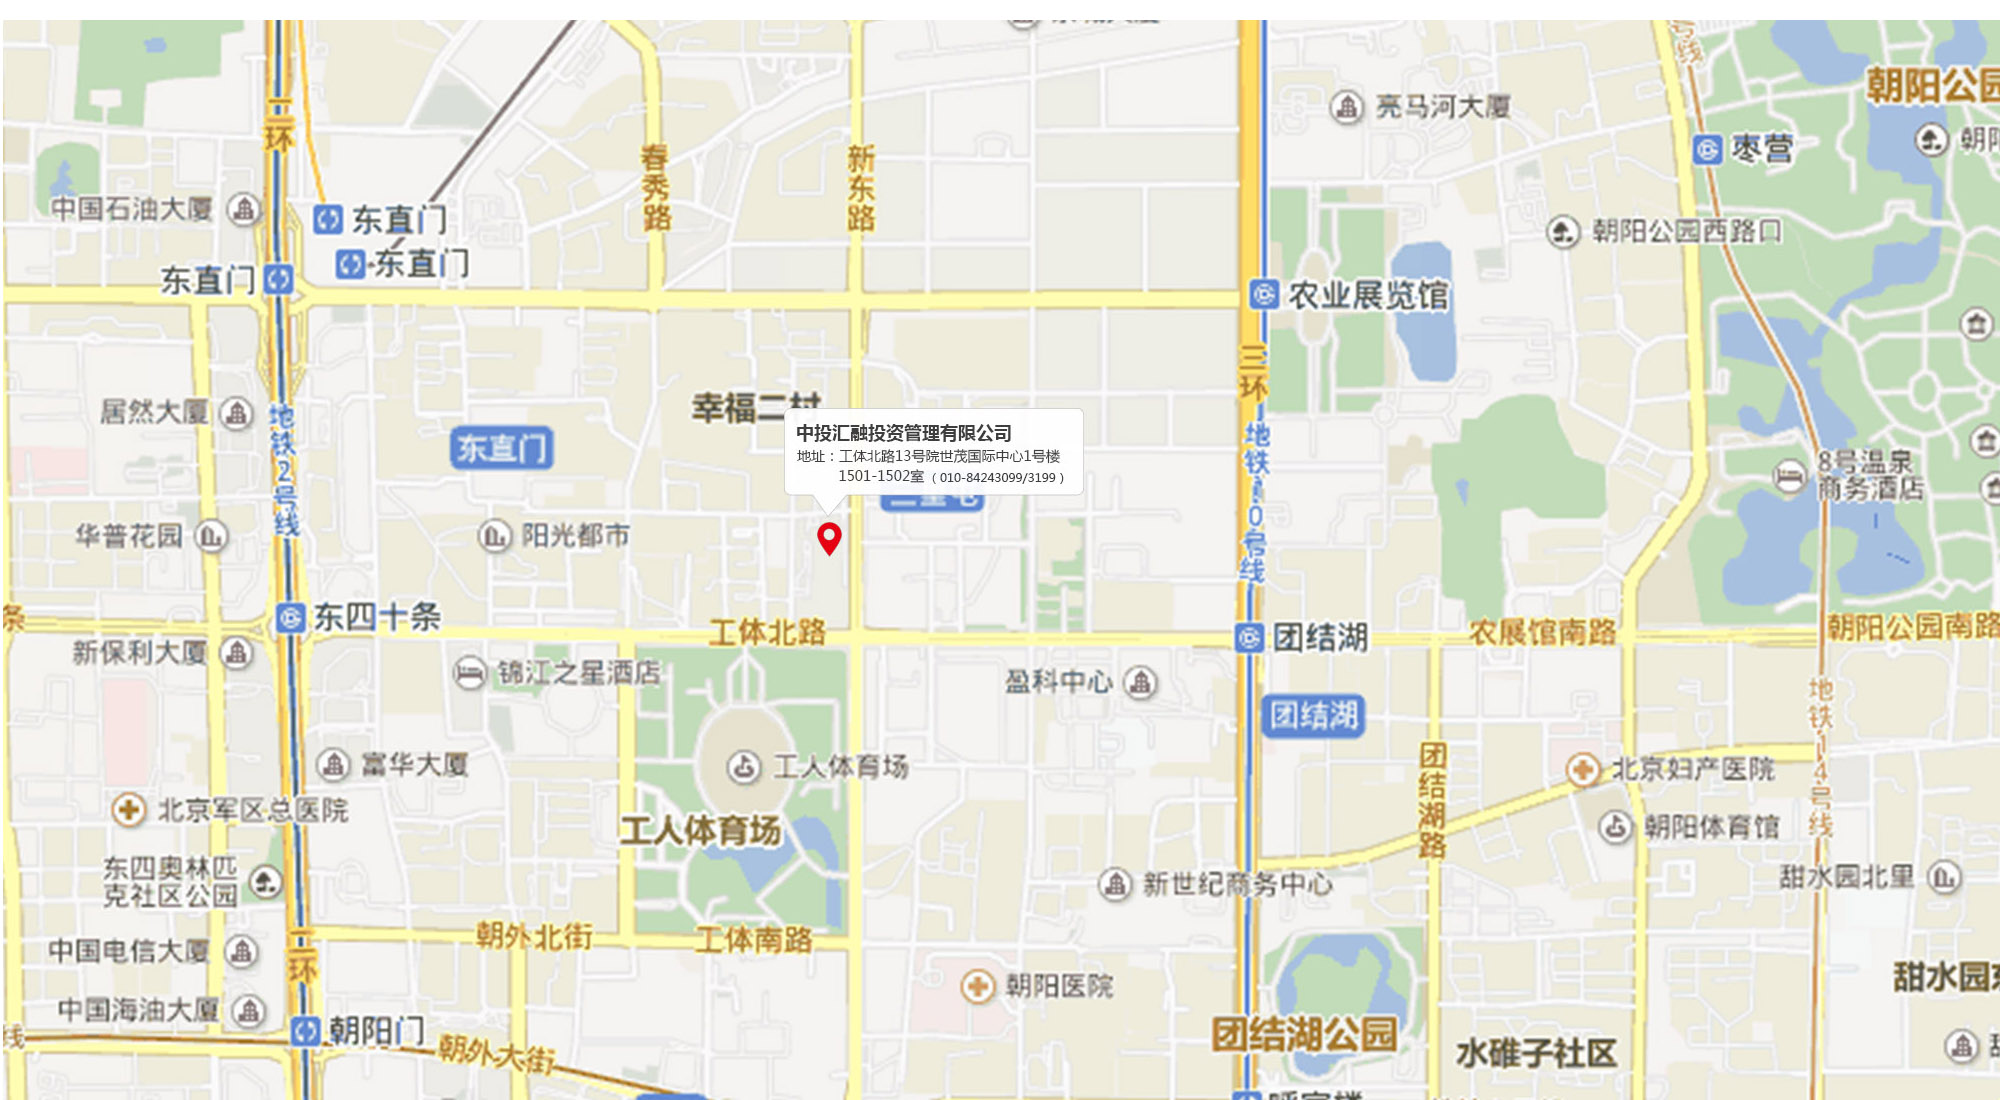 二环
春秀路
新东路
亮马河大厦
朝阳公园
枣营
朝阳
号线
中国石油大厦
东直门
东直门
东直门
朝阳公园西路口
农业展览馆
三环
居然大厦
地铁2号线
幸福二村
东直门
中投汇融投资管理有限公司
地址：工体北路13号院世茂国际中心1号楼
1501-1502室（010-84243099/3199）
地铁10号线
8号温泉
商务酒店
华普花园
阳光都市
条
东四十条
工体北路
团结湖
农展馆南路
朝阳公园南路
新保利大厦
锦江之星酒店
盈科中心
团结湖
地铁14号线
富华大厦
工人体育场
团结湖路
北京妇产医院
北京军区总医院
工人体育场
朝阳体育馆
东四奥林匹
克社区公园
新世纪商务中心
甜水园北里
朝外北街
工体南路
中国电信大厦
二环
朝阳医院
甜水园东
中国海油大厦
线
朝阳门
朝外大街
团结湖公园
水碓子社区